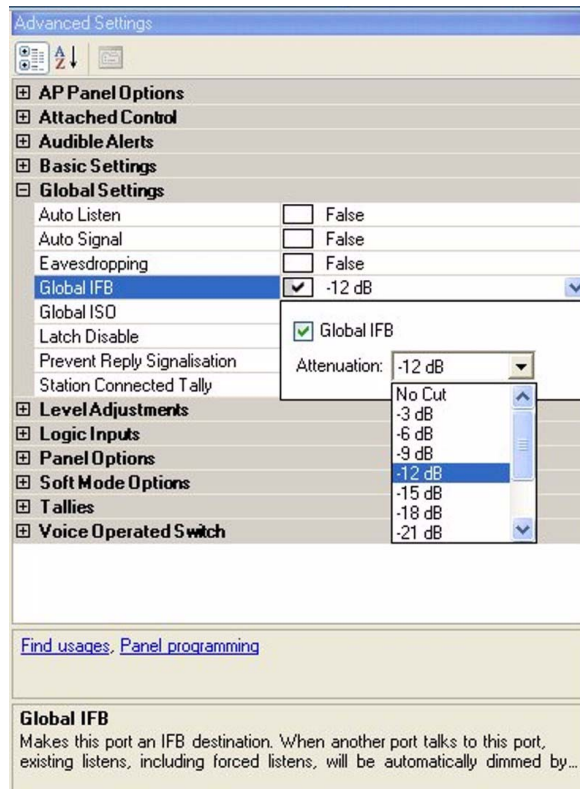 Advanced Settings
AP Panel Options
Attached Control
Audible Alerts
Basic Settings
Global Settings
Auto Listen False
Auto Signal False
Eavesdropping False
Global IFB -12 dB
Global ISO
Latch Disable
Prevent Reply Signalisation
Station Connected Tally
Global IFB
Attenuation: -12 dB
No Cut
-3 dB
-6 dB
-9 dB
-12 dB
-15 dB
-18 dB
-21 dB
Level Adjustments
Logic Inputs
Panel Options
Soft Mode Options
Tallies
Voice Operated Switch
Find usages, Panel programming
Global IFB
Makes this port an IFB destination. When another port talks to this port,
existing listens, including forced listens, will be automatically dimmed by...